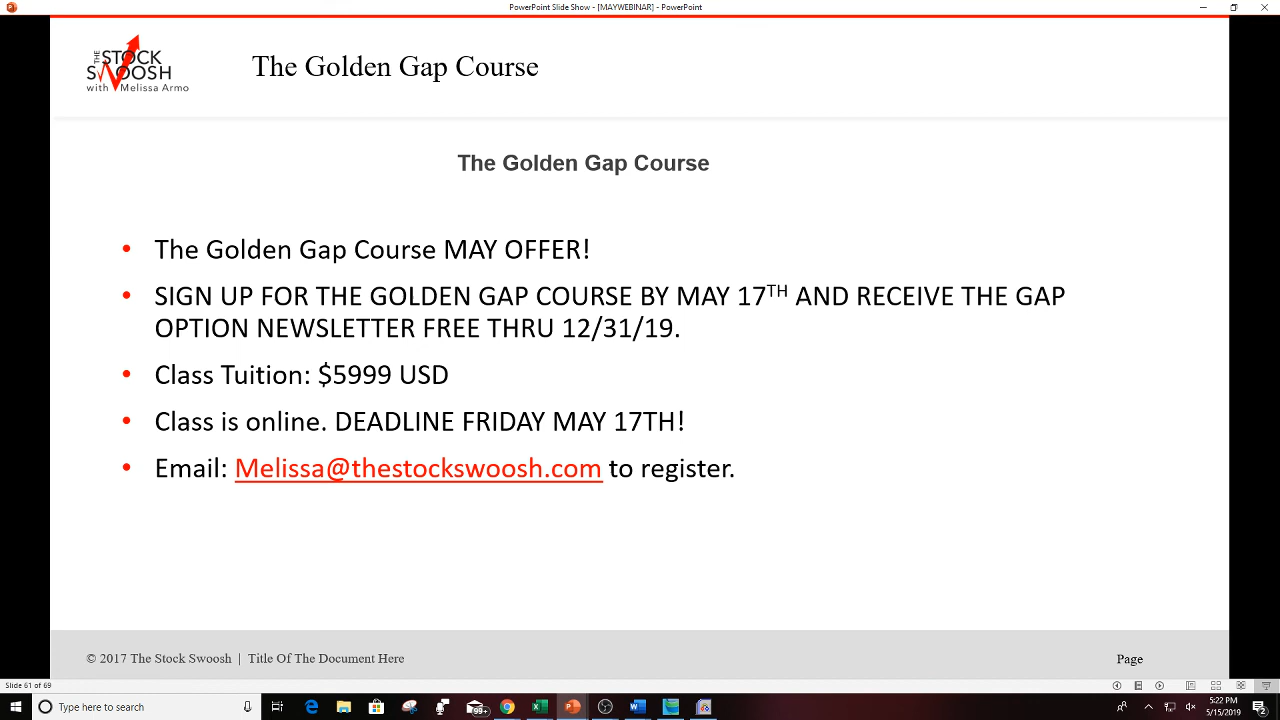 PowerPoint Slide Show - [MAYWEBINAR] - PowerPoint
THE
STOCK
SWOOSH
with Melissa Armo
The Golden Gap Course
The Golden Gap Course
• The Golden Gap Course MAY OFFER!
• SIGN UP FOR THE GOLDEN GAP COURSE BY MAY 17TH AND RECEIVE THE GAP
OPTION NEWSLETTER FREE THRU 12/31/19.
• Class Tuition: $5999 USD
• Class is online. DEADLINE FRIDAY MAY 17TH!
• Email: Melissa@thestockswoosh.com to register.
© 2017 The Stock Swoosh | Title Of The Document Here
Page
Slide 61 of 69
Type here to search
99+
5:22 PM
5/15/2019
2